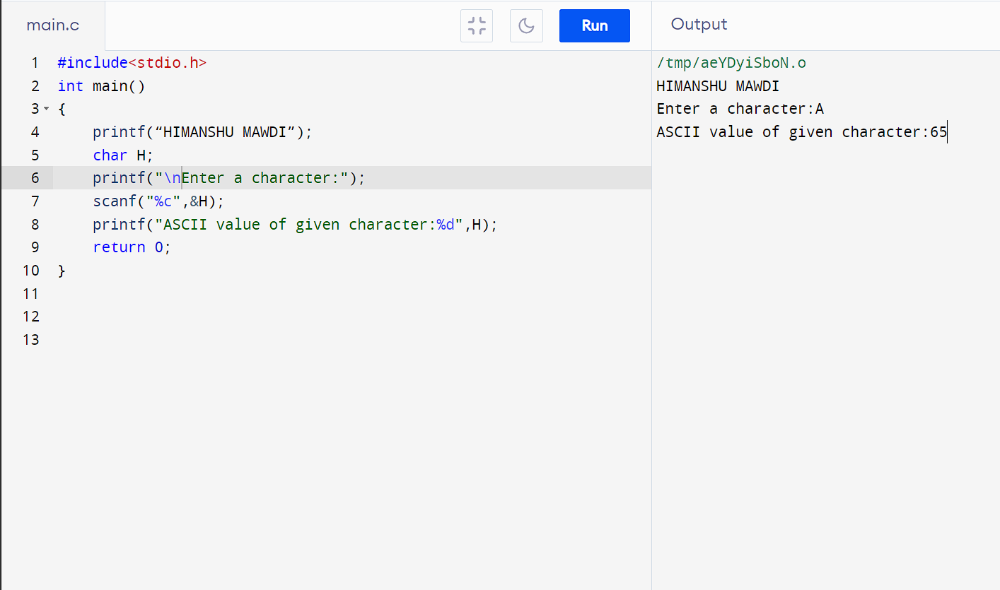 main.c
Run
Output
1 #include<stdio.h>
2 int main()
3 {
4     printf(“HIMANSHU MAWDI”);
5     char H;
6     printf("\nEnter a character:");
7     scanf("%c",&H);
8     printf("ASCII value of given character:%d",H);
9     return 0;
10 }
11
12
13
/tmp/aeYDyiSboN.o
HIMANSHU MAWDI
Enter a character:A
ASCII value of given character:65